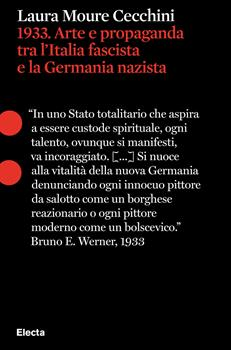 Laura Moure Cecchini
1933. Arte e propaganda
tra l'Italia fascista
e la Germania nazista
“In uno Stato totalitario che aspira
a essere custode spirituale, ogni
talento, ovunque si manifesti,
va incoraggiato. [...] Si nuoce
alla vitalità della nuova Germania
denunciando ogni innocuo pittore
da salotto come un borghese
reazionario o ogni pittore
moderno come un bolscevico.”
Bruno E. Werner, 1933
Electa